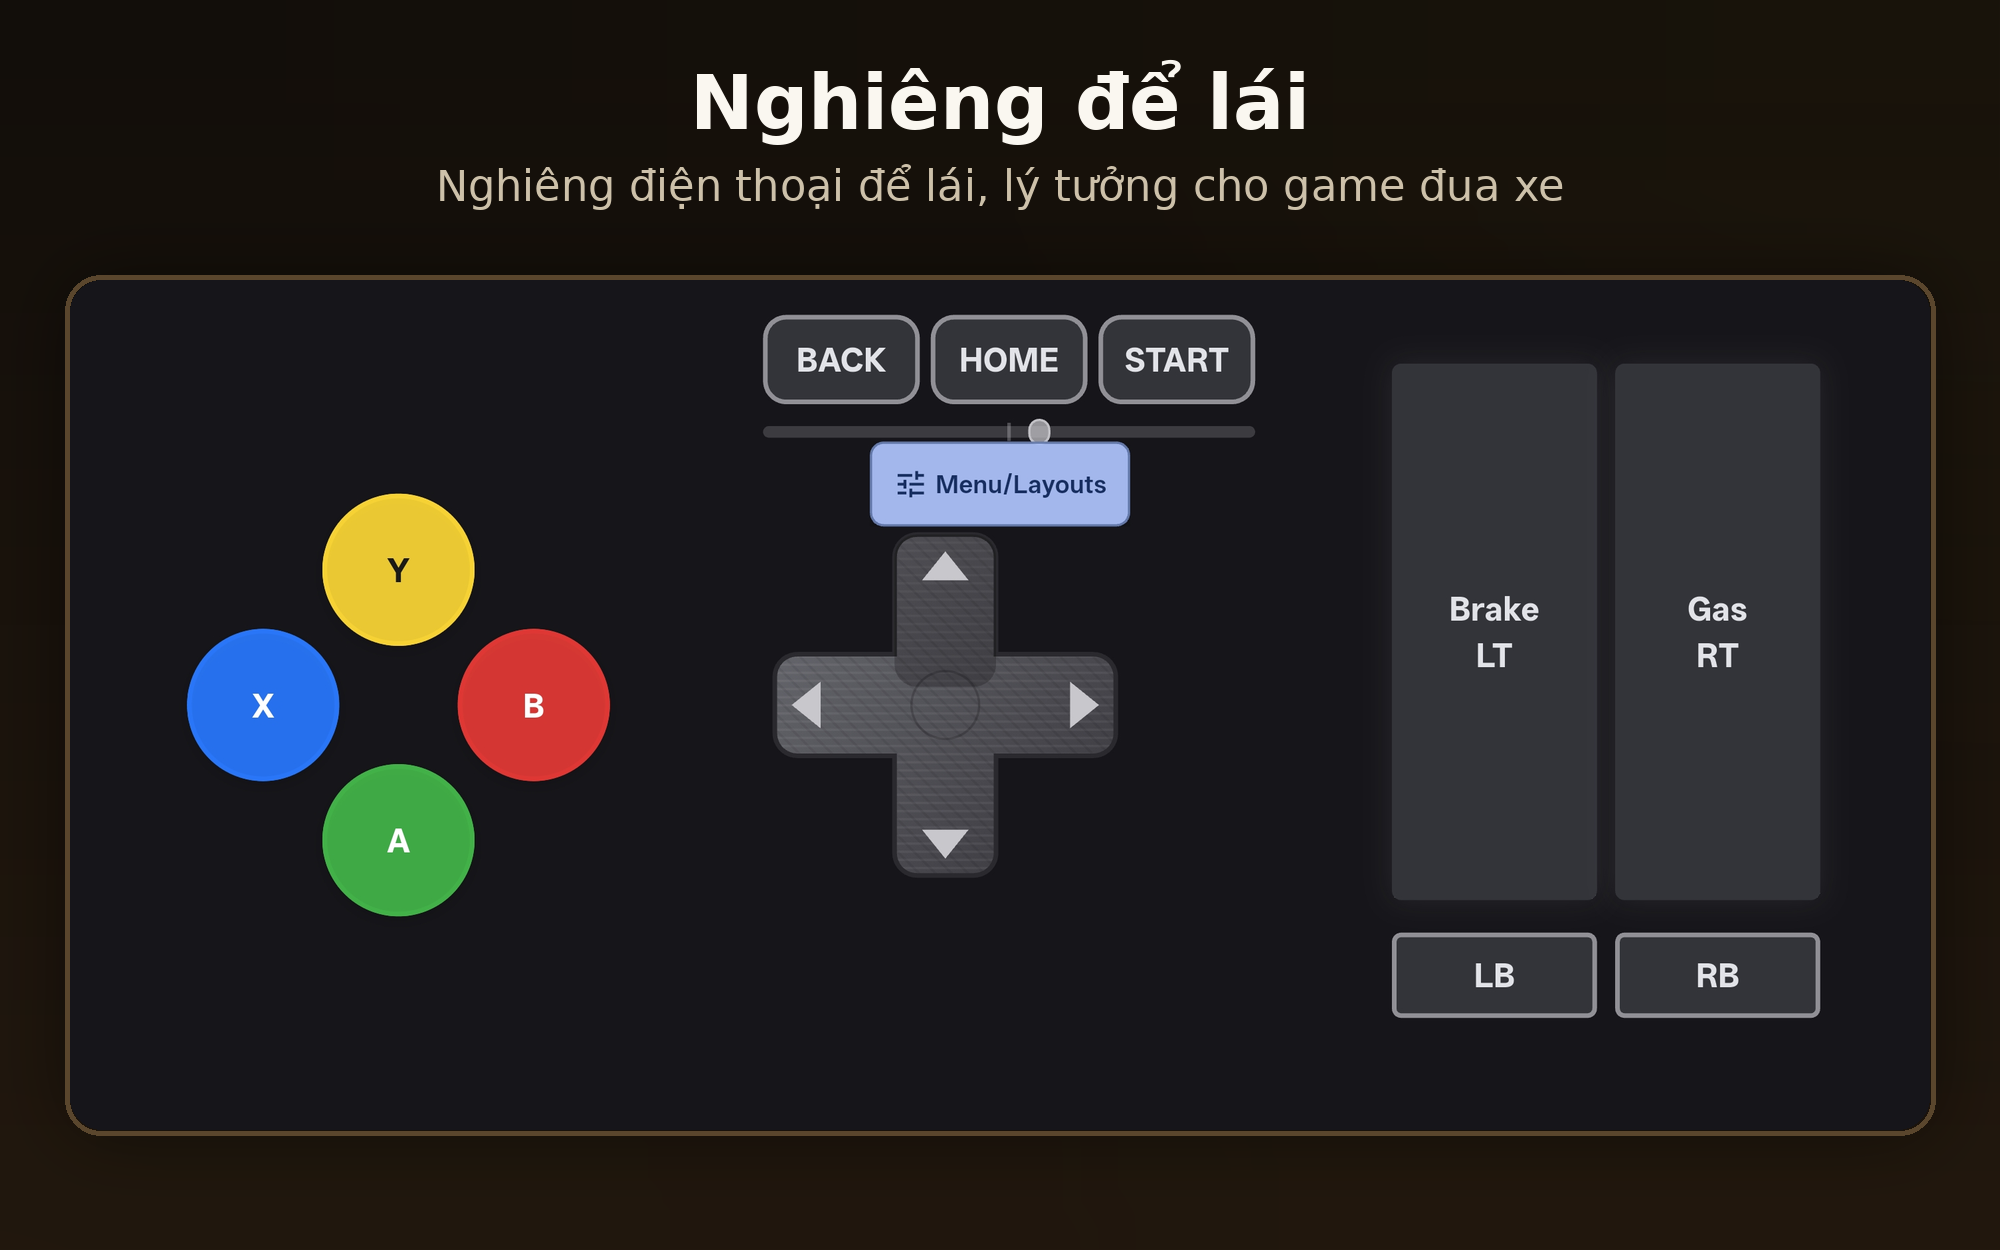 Nghiêng để lái
Nghiêng điện thoại để lái, lý tưởng cho game đua xe
BACK
HOME
START
Menu/Layouts
Y
X
B
A
Brake
LT
Gas
RT
LB
RB